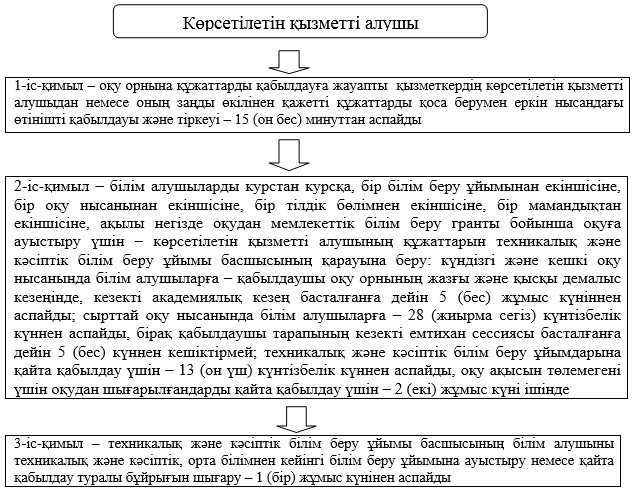 Көрсетілетін қызметті алушы
1-іс-қимыл – оқу орнына құжаттарды қабылдауға жауапты қызметкердің көрсетілетін қызметті
алушыдан немесе оның заңды өкілінен қажетті құжаттарды қоса берумен еркін нысандағы
өтінішті қабылдауы және тіркеуі – 15 (он бес) минуттан аспайды
2-іс-қимыл – білім алушыларды курстан курсқа, бір білім беру ұйымынан екіншісіне,
бір оқу нысанынан екіншісіне, бір тілдік бөлімнен екіншісіне, бір мамандықтан
екіншісіне, ақылы негізде оқудан мемлекеттік білім беру гранты бойынша оқуға
ауыстыру үшін – көрсетілетін қызметті алушының құжаттарын техникалық және
кәсіптік білім беру ұйымы басшысының қарауына беру: күндізгі және кешкі оқу
нысанында білім алушыларға – қабылдаушы оқу орнының жазғы және қысқы демалыс
кезеңінде, кезекті академиялық кезең басталғанға дейін 5 (бес) жұмыс күніннен
аспайды; сырттай оқу нысанында білім алушыларға – 28 (жиырма сегіз) күнтізбелік
күннен аспайды, бірақ қабылдаушы тарапының кезекті емтихан сессиясы басталғанға
дейін 5 (бес) күннен кешіктірмей; техникалық және кәсіптік білім беру ұйымдарына
қайта қабылдау үшін – 13 (он үш) күнтізбелік күннен аспайды, оқу ақысын төлемегені
үшін оқудан шығарылғандарды қайта қабылдау үшін – 2 (екі) жұмыс күні ішінде
3-іс-қимыл – техникалық және кәсіптік білім беру ұйымы басшысының білім алушыны
техникалық және кәсіптік, орта білімнен кейінгі білім беру ұйымына ауыстыру немесе қайта
қабылдау туралы бұйрығын шығару – 1 (бір) жұмыс күнінен аспайды